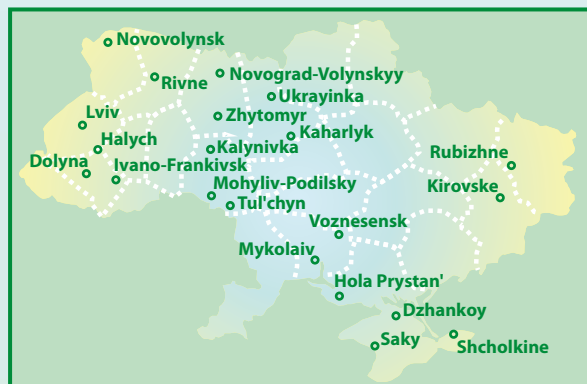 Novovolynsk
Rivne
Novograd-Volynskyy
Ukrayinka
Lviv
Zhytomyr
Halych
Kaharlyk
Kalynivka
Dolyna
Ivano-Frankivsk
Rubizhne
Mohyliv-Podilsky
Kirovske
Tul'chyn
Voznesensk
Mykolaiv
Hola Prystan'
Dzhankoy
Saky
Shcholkine